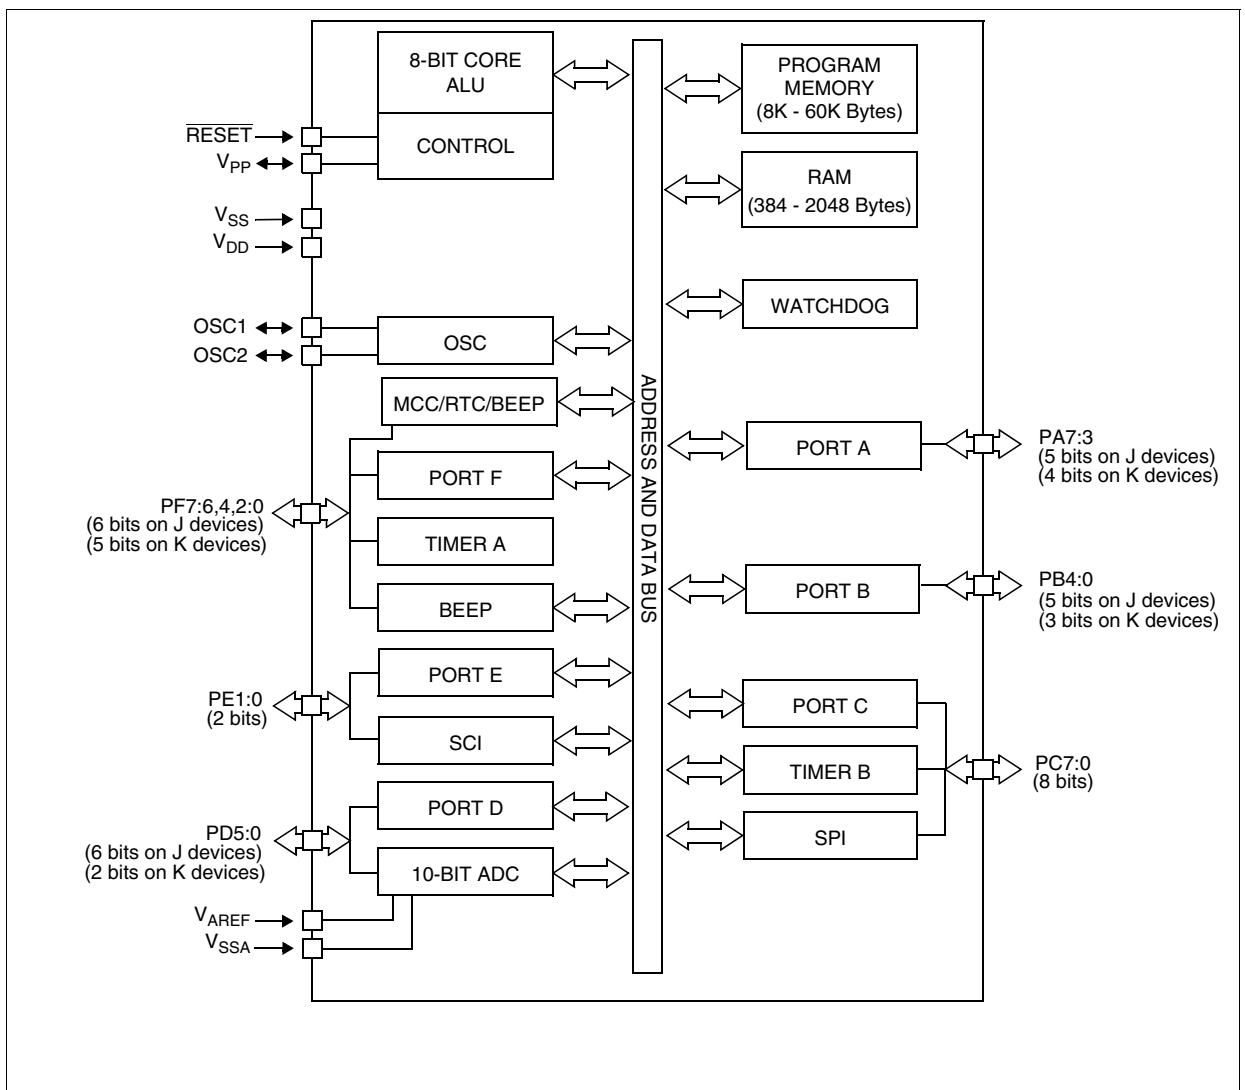 8-BIT CORE
ALU
CONTROL
RESET
VPP
VSS
VDD
OSC1
OSC2
OSC
MCC/RTC/BEEP
PORT F
TIMER A
BEEP
PF7:6,4,2:0
(6 bits on J devices)
(5 bits on K devices)
PORT E
SCI
PE1:0
(2 bits)
PORT D
10-BIT ADC
PD5:0
(6 bits on J devices)
(2 bits on K devices)
VAREF
VSSA
ADDRESS AND DATA BUS
PROGRAM
MEMORY
(8K - 60K Bytes)
RAM
(384 - 2048 Bytes)
WATCHDOG
PORT A
PA7:3
(5 bits on J devices)
(4 bits on K devices)
PORT B
PB4:0
(5 bits on J devices)
(3 bits on K devices)
PORT C
TIMER B
SPI
PC7:0
(8 bits)